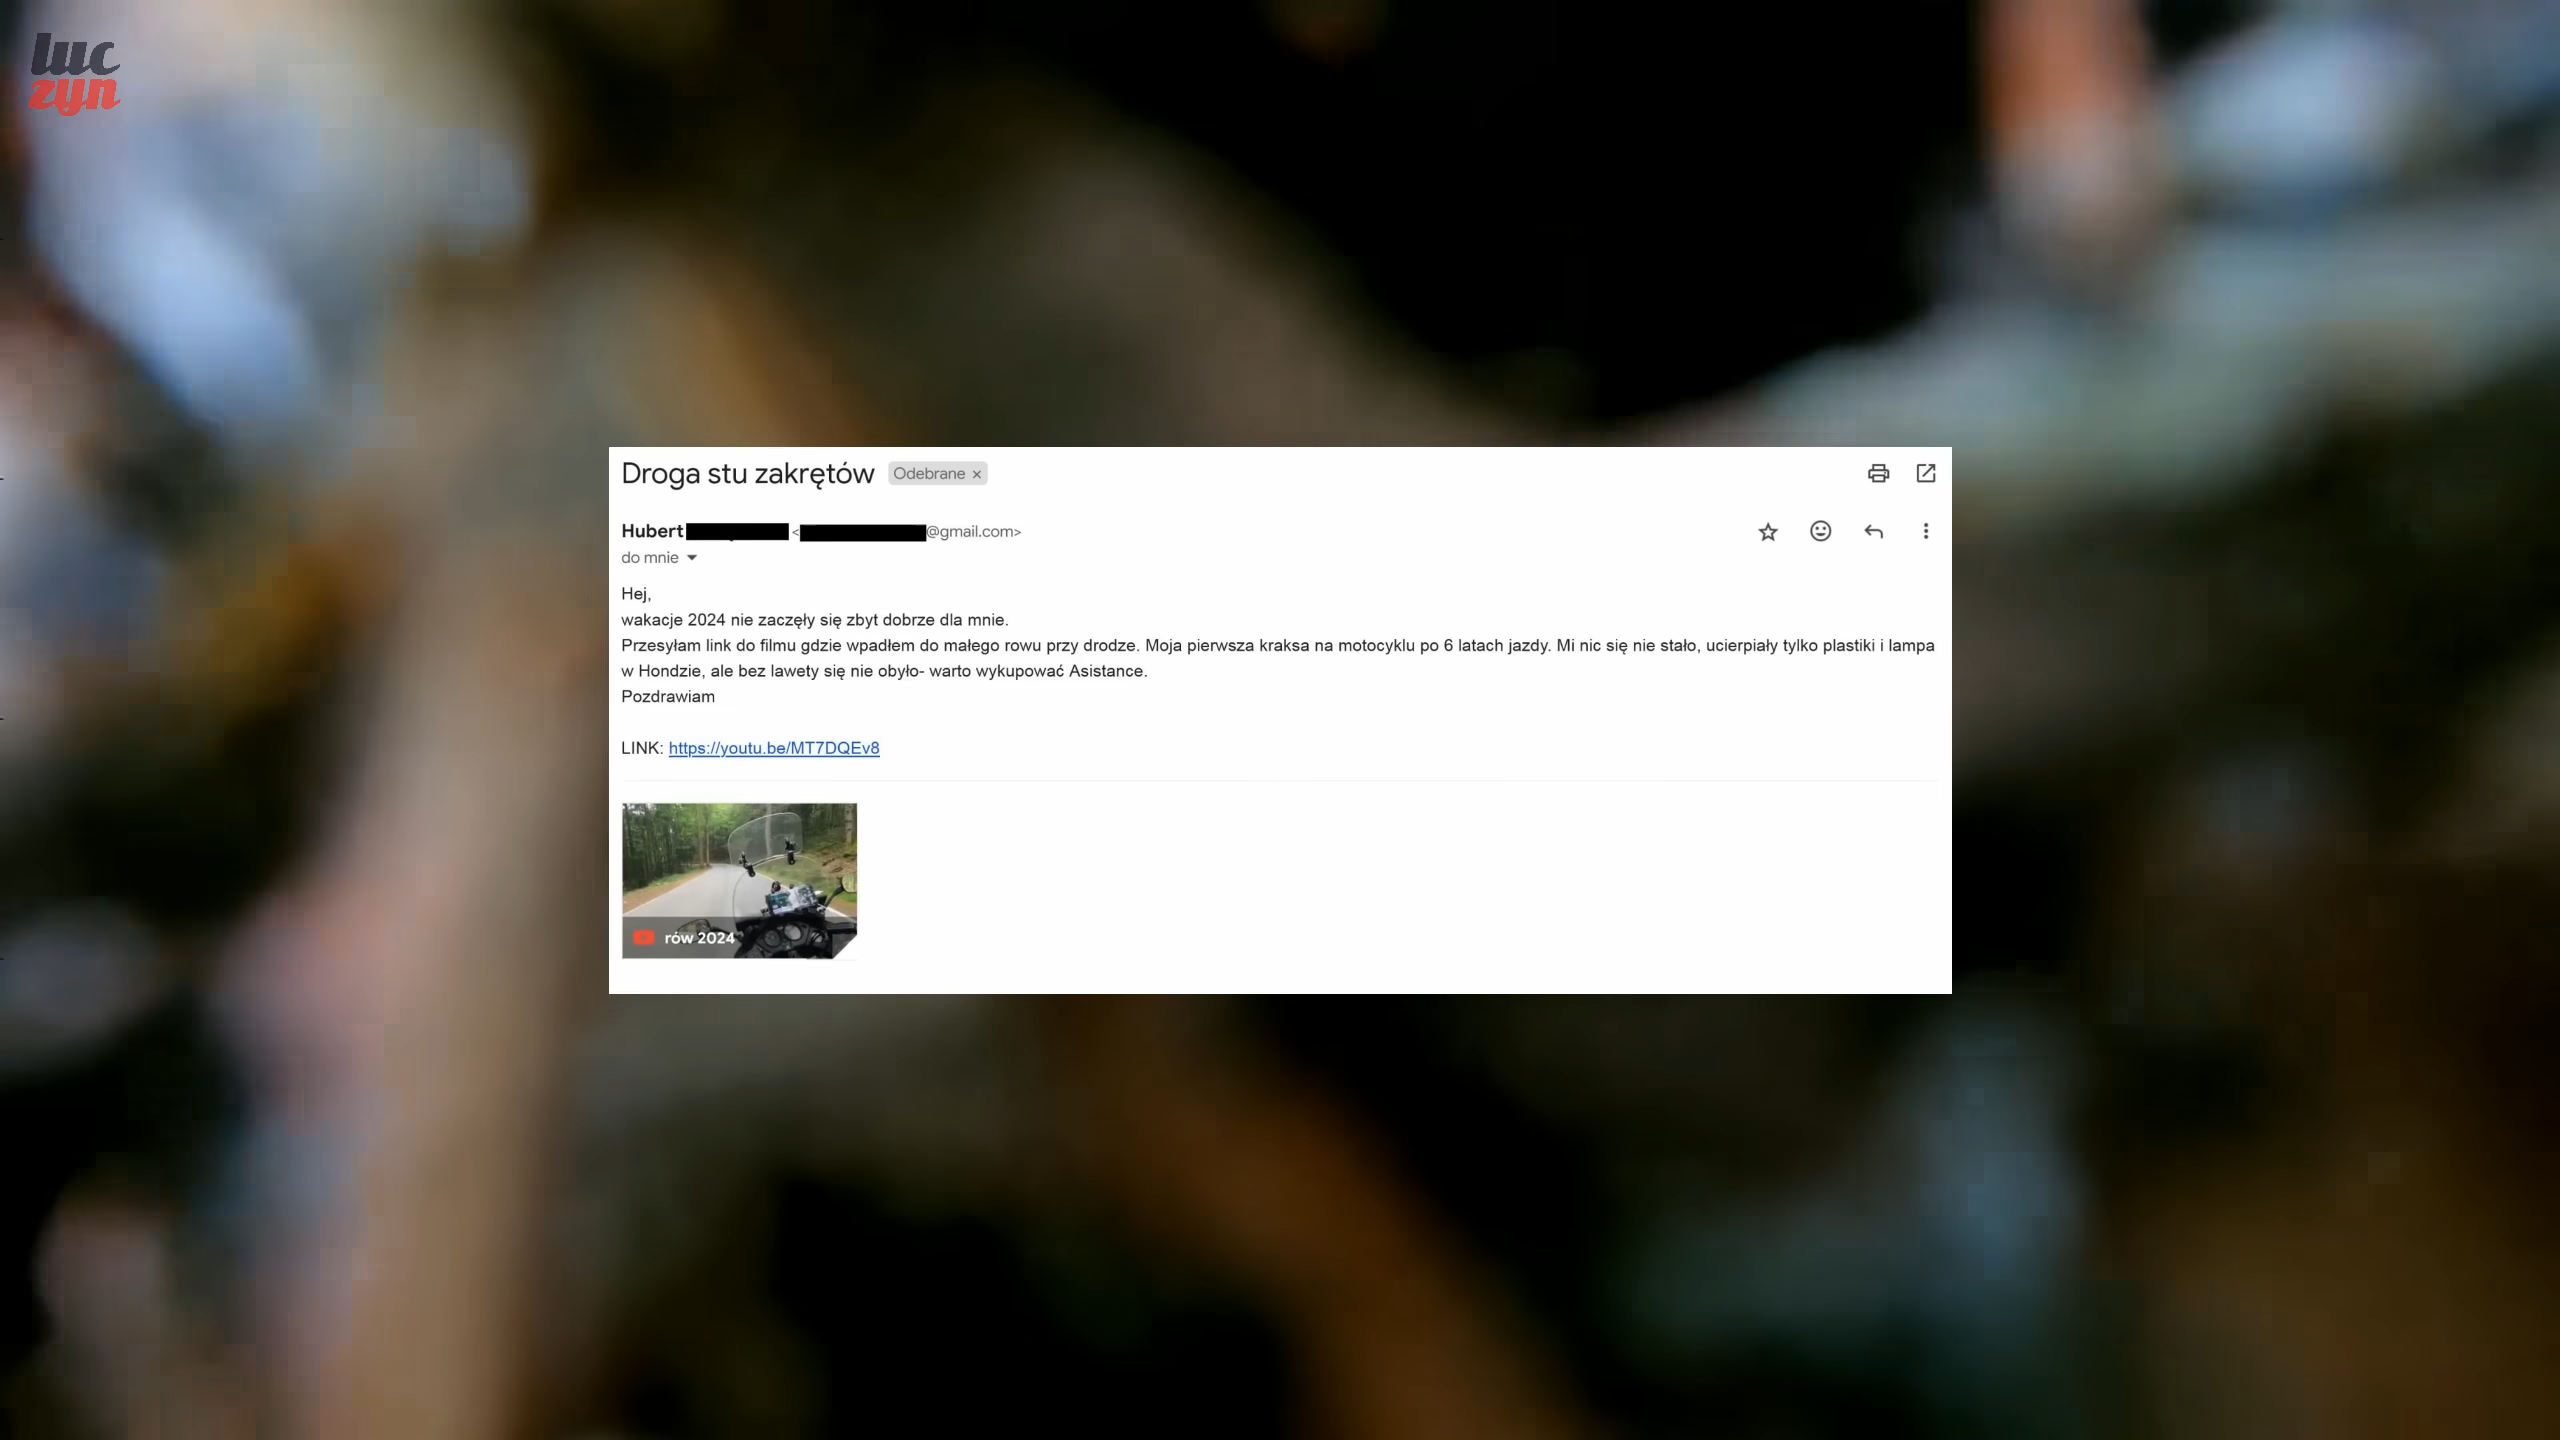 luc
zyn
Droga stu zakrętów Odebrane ×
Hubert < @gmail.com>
do mnie
Hej,
wakacje 2024 nie zaczęły się zbyt dobrze dla mnie.
Przesyłam link do filmu gdzie wpadłem do małego rowu przy drodze. Moja pierwsza kraksa na motocyklu po 6 latach jazdy. Mi nic się nie stało, ucierpiały tylko plastiki i lampa
w Hondzie, ale bez lawety się nie obyło- warto wykupować Asistance.
Pozdrawiam
LINK: https://youtu.be/MT7DQEv8
rów 2024